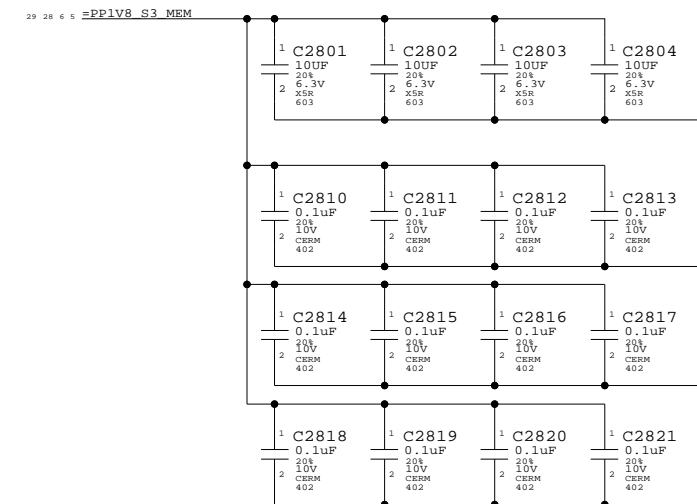 29 28 6 5 =PP1V8_S3_MEM
1 C2801
10UF
20%
6.3V
2 X5R
603
1 C2802
10UF
20%
6.3V
2 X5R
603
1 C2803
10UF
20%
6.3V
2 X5R
603
1 C2804
10UF
20%
6.3V
2 X5R
603
1 C2810
0.1uF
20%
10V
2 CERM
402
1 C2811
0.1uF
20%
10V
2 CERM
402
1 C2812
0.1uF
20%
10V
2 CERM
402
1 C2813
0.1uF
20%
10V
2 CERM
402
1 C2814
0.1uF
20%
10V
2 CERM
402
1 C2815
0.1uF
20%
10V
2 CERM
402
1 C2816
0.1uF
20%
10V
2 CERM
402
1 C2817
0.1uF
20%
10V
2 CERM
402
1 C2818
0.1uF
20%
10V
2 CERM
402
1 C2819
0.1uF
20%
10V
2 CERM
402
1 C2820
0.1uF
20%
10V
2 CERM
402
1 C2821
0.1uF
20%
10V
2 CERM
402